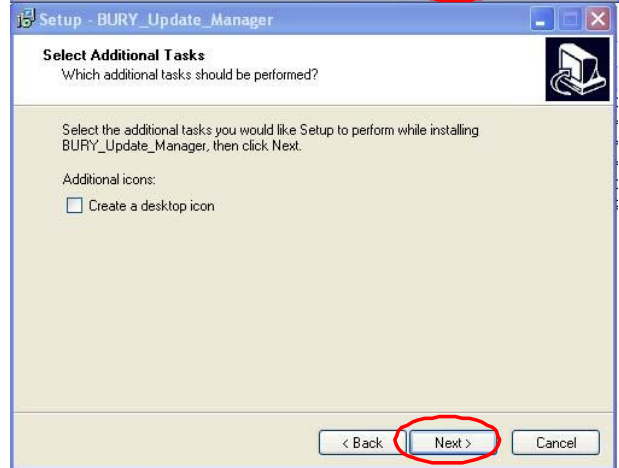 Setup - BURY_Update_Manager
Select Additional Tasks
Which additional tasks should be performed?
Select the additional tasks you would like Setup to perform while installing
BURY_Update_Manager, then click Next.
Additional icons:
Create a desktop icon
< Back Next > Cancel